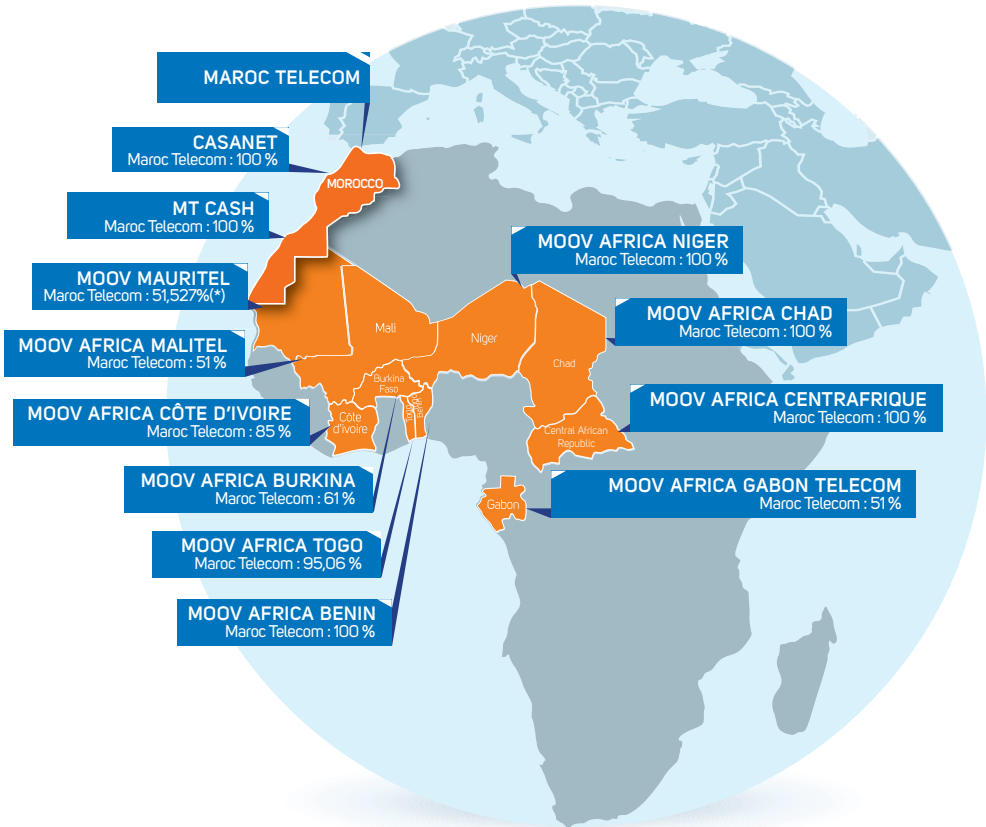 MAROC TELECOM
CASANET
Maroc Telecom : 100 %
MT CASH
Maroc Telecom : 100 %
MOOV MAURITEL
Maroc Telecom : 51,527%(*)
MOOV AFRICA MALITEL
Maroc Telecom : 51 %
MOOV AFRICA CÔTE D'IVOIRE
Maroc Telecom : 85 %
MOOV AFRICA BURKINA
Maroc Telecom : 61 %
MOOV AFRICA TOGO
Maroc Telecom : 95,06 %
MOOV AFRICA BENIN
Maroc Telecom : 100 %
MOOV AFRICA NIGER
Maroc Telecom : 100 %
MOOV AFRICA CHAD
Maroc Telecom : 100 %
MOOV AFRICA CENTRAFRIQUE
Maroc Telecom : 100 %
MOOV AFRICA GABON TELECOM
Maroc Telecom : 51 %
MOROCCO
Mali
Niger
Chad
Burkina
Faso
Côte
d'ivoire
Central African
Republic
Gabon